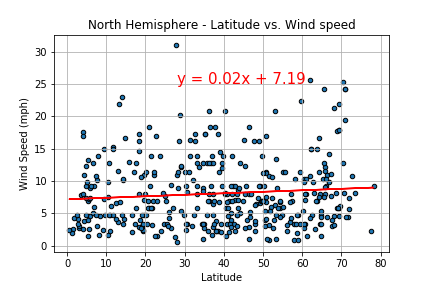 North Hemisphere - Latitude vs. Wind speed
30
25
20
15
10
5
0
Wind Speed (mph)
y = 0.02x + 7.19
0 10 20 30 40 50 60 70 80
Latitude